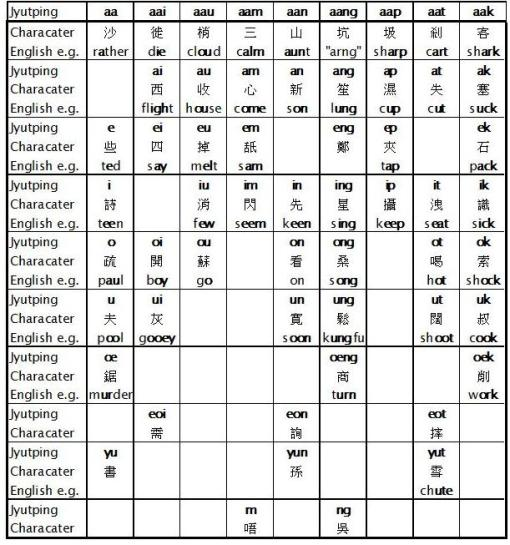 Jyutping aa aai aau aam aan aang aap aat aak
Characater 沙 徙 梢 三 山 坑 圾 剎 客
English e.g. rather die cloud calm aunt "arng" sharp cart shark
Jyutping ai au am an ang ap at ak
Characater 西 收 心 新 笙 濕 失 塞
English e.g. flight house come son lung cup cut suck
Jyutping e ei eu em eng ep ek
Characater 些 四 掉 舐 鄭 夾 石
English e.g. ted say melt sam tap pack
Jyutping i iu im in ing ip it ik
Characater 詩 消 閃 先 星 攝 洩 識
English e.g. teen few seem keen sing keep seat sick
Jyutping o oi ou on ong ot ok
Characater 疏 開 蘇 看 桑 喝 索
English e.g. paul boy go on song hot shock
Jyutping u ui un ung ut uk
Characater 夫 灰 寬 鬆 闊 叔
English e.g. pool gooey soon kung fu shoot cook
Jyutping oe oeng oek
Characater 鋸 商 削
English e.g. murder turn work
Jyutping eoi eon eot
Characater 需 詢 摔
Jyutping yu yun yut
Characater 書 孫 雪
English e.g. chute
Jyutping m ng
Characater 唔 吳